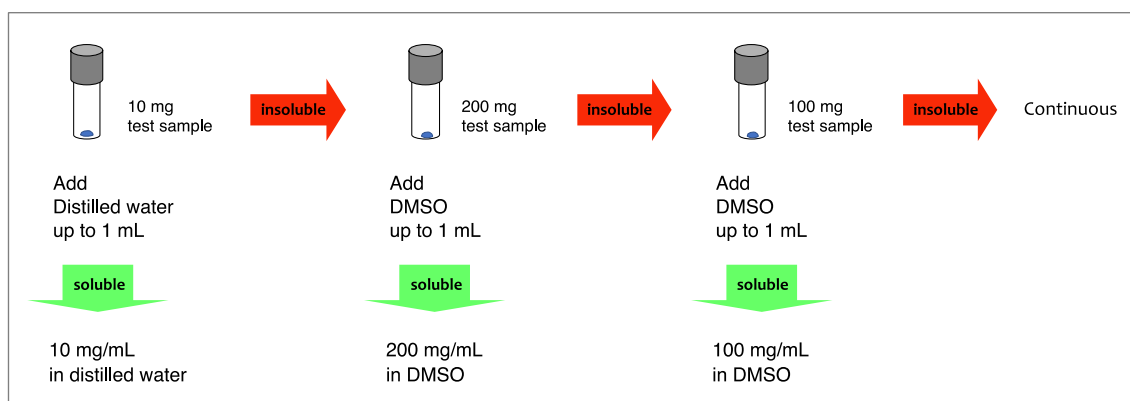 10 mg
test sample
insoluble
200 mg
test sample
insoluble
100 mg
test sample
insoluble
Continuous
Add
Distilled water
up to 1 mL
Add
DMSO
up to 1 mL
Add
DMSO
up to 1 mL
soluble
soluble
soluble
10 mg/mL
in distilled water
200 mg/mL
in DMSO
100 mg/mL
in DMSO